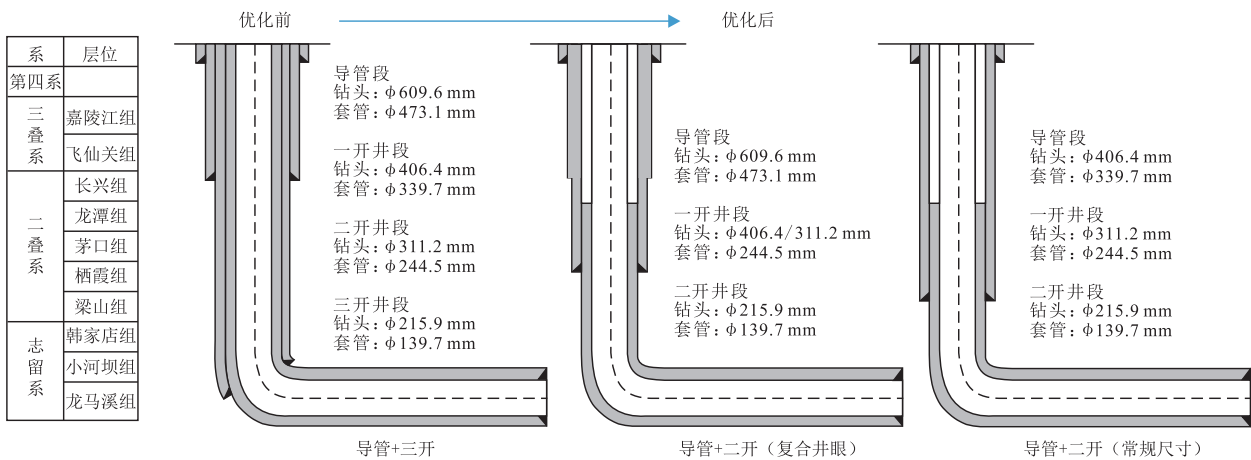 优化前
优化后
系
层位
第四系
三叠系
嘉陵江组
飞仙关组
二叠系
长兴组
龙潭组
茅口组
栖霞组
梁山组
志留系
韩家店组
小河坝组
龙马溪组
导管段
钻头：ϕ609.6 mm
套管：ϕ473.1 mm
一开井段
钻头：ϕ406.4 mm
套管：ϕ339.7 mm
二开井段
钻头：ϕ311.2 mm
套管：ϕ244.5 mm
三开井段
钻头：ϕ215.9 mm
套管：ϕ139.7 mm
导管+三开
导管段
钻头：ϕ609.6 mm
套管：ϕ473.1 mm
一开井段
钻头：ϕ406.4/311.2 mm
套管：ϕ244.5 mm
二开井段
钻头：ϕ215.9 mm
套管：ϕ139.7 mm
导管+二开（复合井眼）
导管段
钻头：ϕ406.4 mm
套管：ϕ339.7 mm
一开井段
钻头：ϕ311.2 mm
套管：ϕ244.5 mm
二开井段
钻头：ϕ215.9 mm
套管：ϕ139.7 mm
导管+二开（常规尺寸）